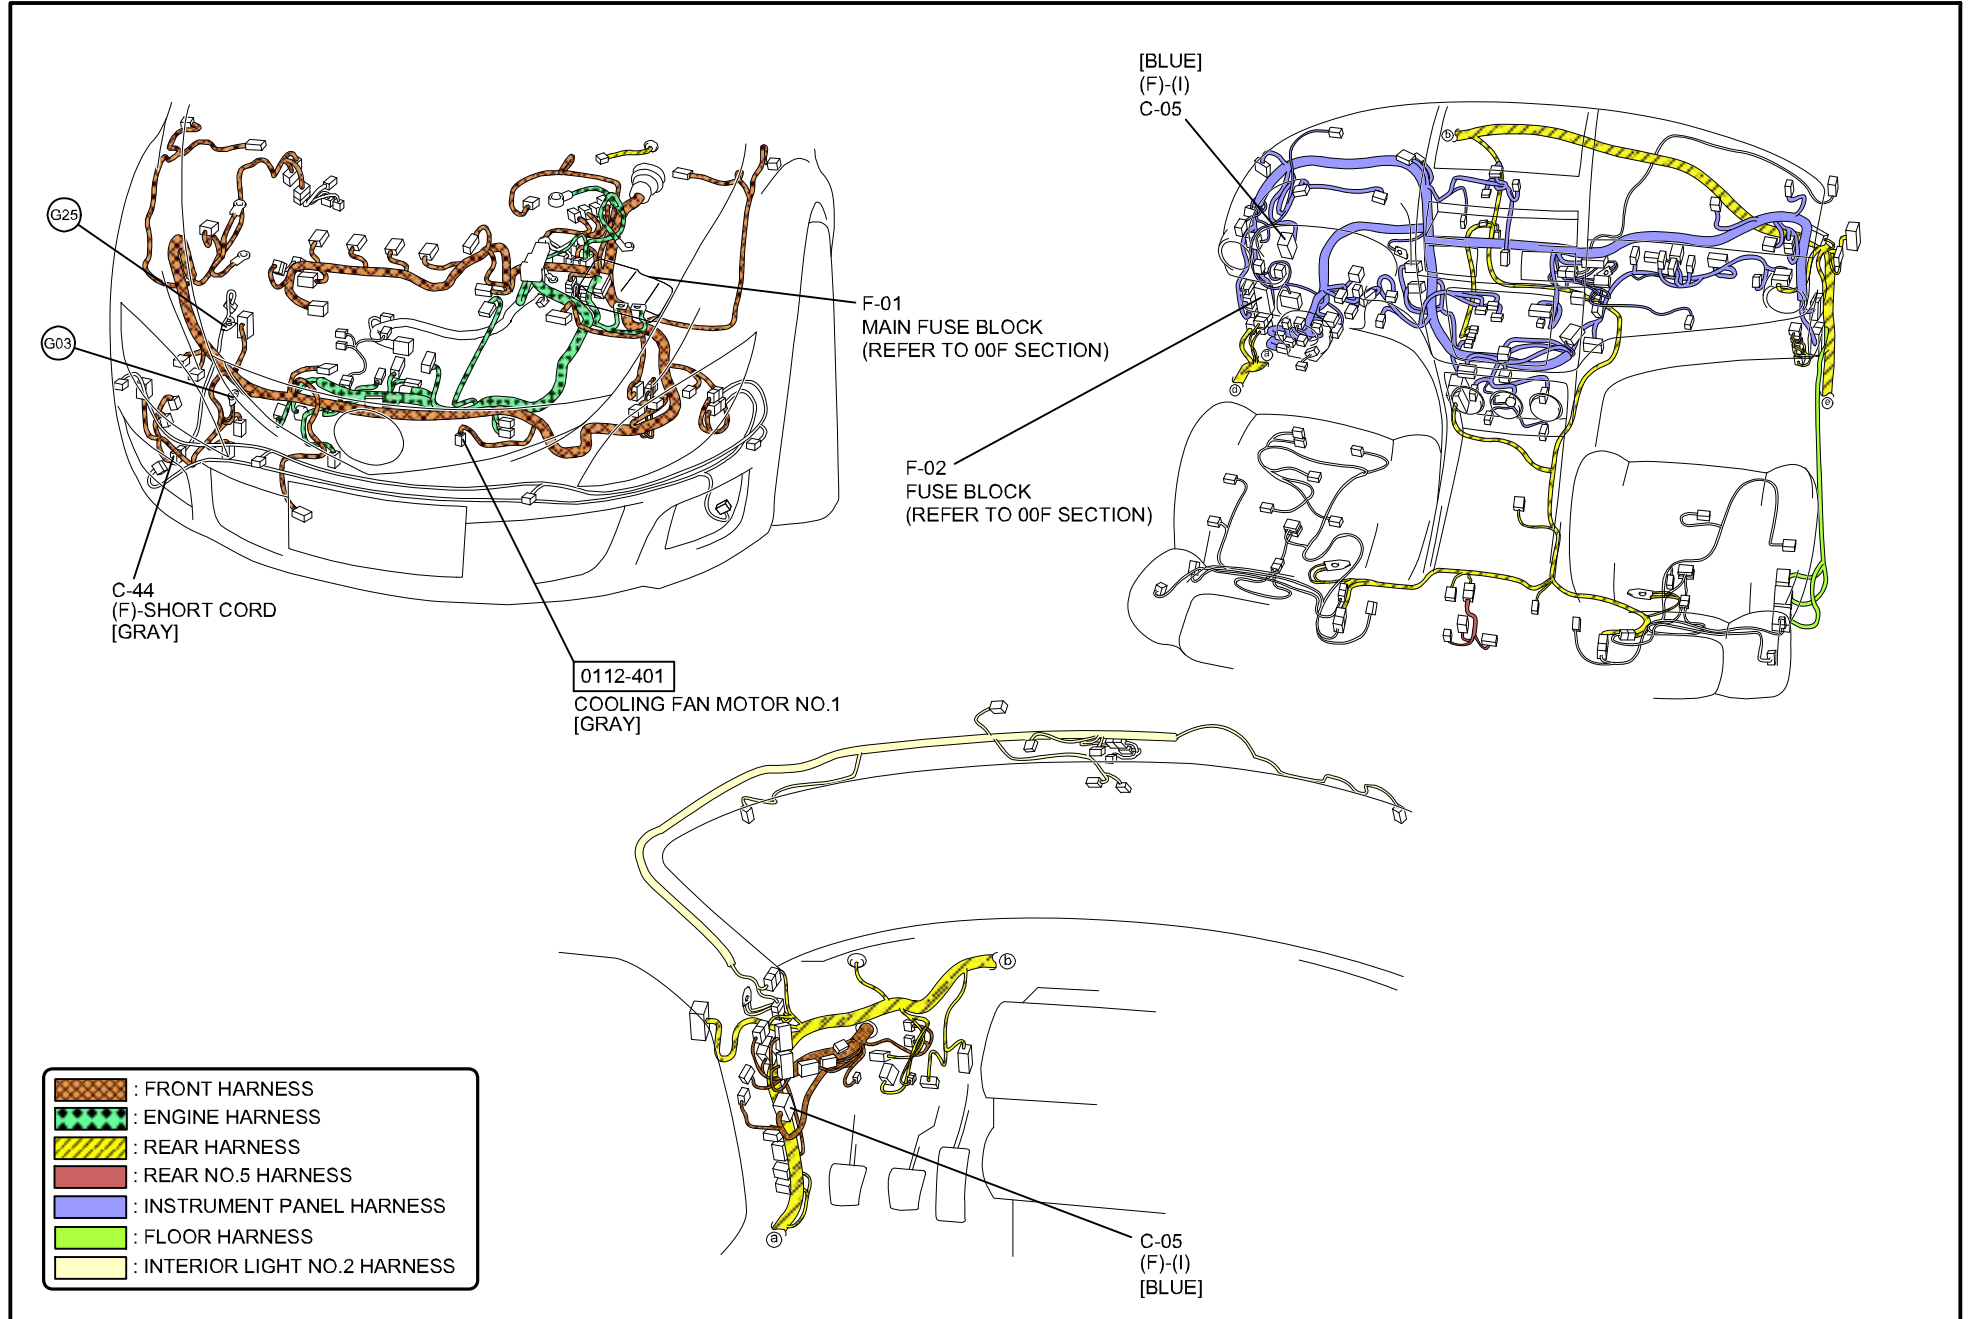 [BLUE]
(F)-(I)
C-05
G25
G03
F-01
MAIN FUSE BLOCK
(REFER TO 00F SECTION)
F-02
FUSE BLOCK
(REFER TO 00F SECTION)
b
a
d
e
C-44
(F)-SHORT CORD
[GRAY]
0112-401
COOLING FAN MOTOR NO.1
[GRAY]
b
a
C-05
(F)-(I)
[BLUE]
: FRONT HARNESS
: ENGINE HARNESS
: REAR HARNESS
: REAR NO.5 HARNESS
: INSTRUMENT PANEL HARNESS
: FLOOR HARNESS
: INTERIOR LIGHT NO.2 HARNESS